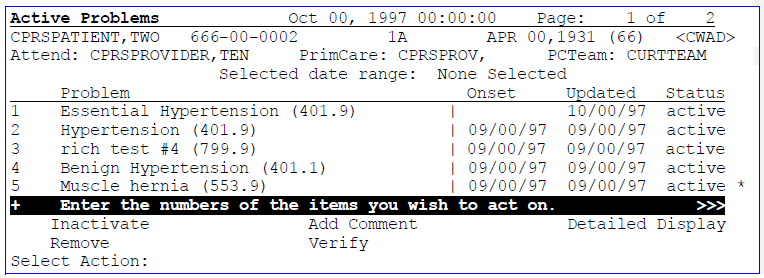 Active Problems Oct 00, 1997 00:00:00 Page: 1 of 2
CPRSPATIENT,TWO 666-00-0002 1A APR 00,1931 (66) <CWAD>
Attend: CPRSPROVIDER,TEN PrimCare: CPRSPROV, PCTeam: CURTTEAM
Selected date range: None Selected
Problem Onset Updated Status
1 Essential Hypertension (401.9) | 10/00/97 active
2 Hypertension (401.9) | 09/00/97 09/00/97 active
3 rich test #4 (799.9) | 09/00/97 09/00/97 active
4 Benign Hypertension (401.1) | 09/00/97 09/00/97 active
5 Muscle hernia (553.9) | 09/00/97 09/00/97 active *
+ Enter the numbers of the items you wish to act on. >>>
Inactivate Add Comment Detailed Display
Remove Verify
Select Action: